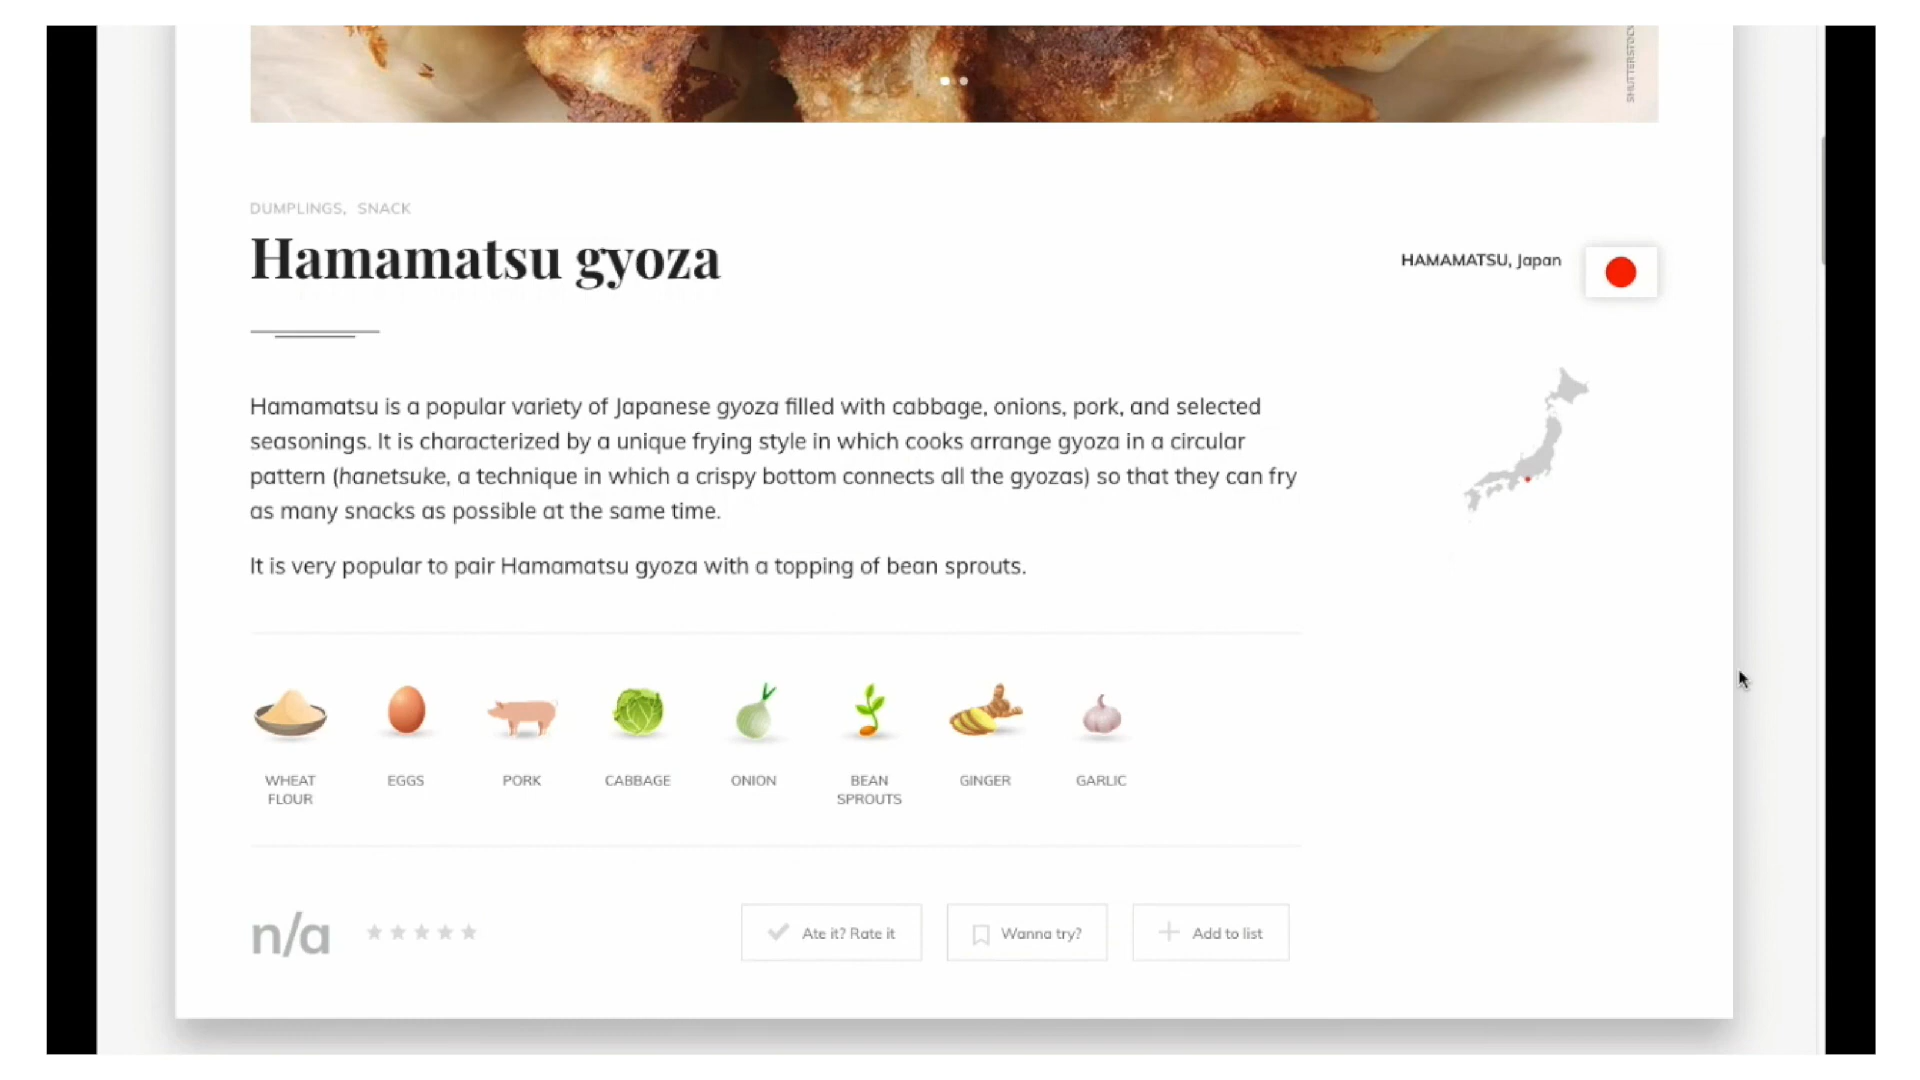 SHUTTERSTOCK
DUMPLINGS, SNACK
Hamamatsu gyoza
HAMAMATSU, Japan
Hamamatsu is a popular variety of Japanese gyoza filled with cabbage, onions, pork, and selected
seasonings. It is characterized by a unique frying style in which cooks arrange gyoza in a circular
pattern (hanetsuke, a technique in which a crispy bottom connects all the gyozas) so that they can fry
as many snacks as possible at the same time.
It is very popular to pair Hamamatsu gyoza with a topping of bean sprouts.
WHEAT FLOUR
EGGS
PORK
CABBAGE
ONION
BEAN SPROUTS
GINGER
GARLIC
n/a
Ate it? Rate it
Wanna try?
Add to list